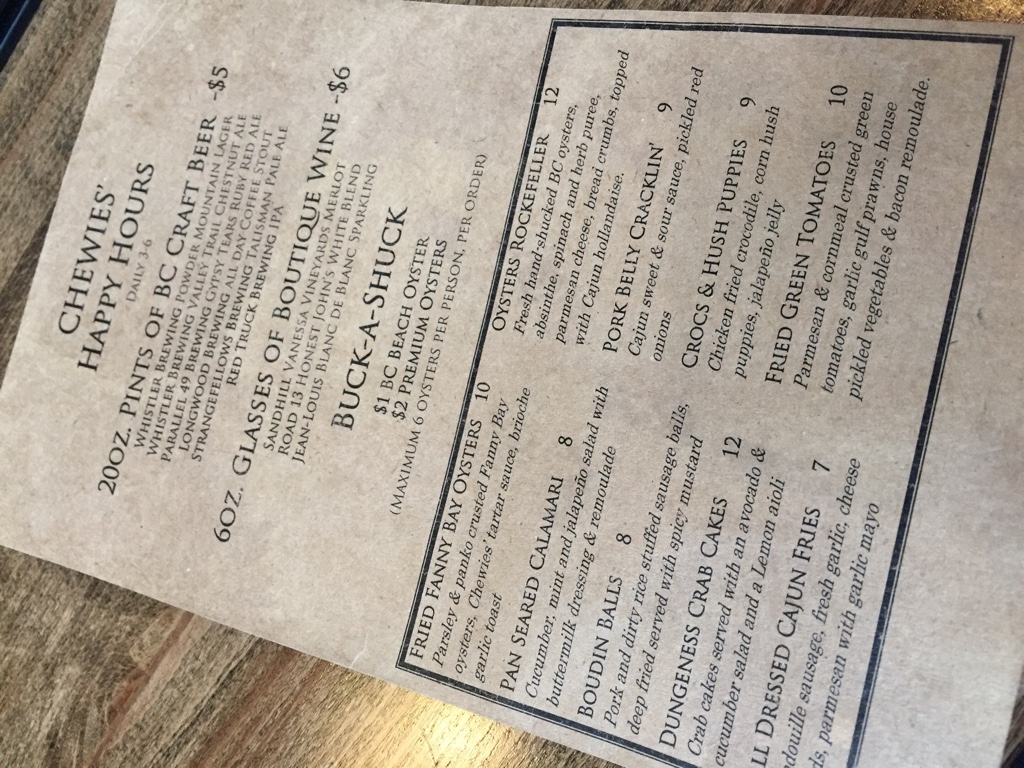 CHEWIES'
HAPPY HOURS
DAILY 3-6
20OZ. PINTS OF BC CRAFT BEER -$5
WHISTLER BREWING POWDER MOUNTAIN LAGER
WHISTLER BREWING VALLEY TRAIL CHESTNUT ALE
PARALLEL 49 BREWING GYPSY TEARS RUBY RED ALE
LONGWOOD BREWING ALL DAY COFFEE STOUT
STRANGEFELLOWS BREWING TALISMAN PALE ALE
RED TRUCK BREWING IPA
6OZ. GLASSES OF BOUTIQUE WINE -$6
SANDHILL VANESSA VINEYARDS MERLOT
ROAD 13 HONEST JOHN'S WHITE BLEND
JEAN-LOUIS BLANC DE BLANC SPARKLING
BUCK-A-SHUCK
$1 BC BEACH OYSTER
$2 PREMIUM OYSTERS
(MAXIMUM 6 OYSTERS PER PERSON, PER ORDER)
FRIED FANNY BAY OYSTERS 10
Parsley & panko crusted Fanny Bay
oysters, Chewies' tartar sauce, brioche
garlic toast
PAN SEARED CALAMARI 8
Cucumber, mint and jalapeño salad with
buttermilk dressing & remoulade
BOUDIN BALLS 8
Pork and dirty rice stuffed sausage balls,
deep fried served with spicy mustard
DUNGENESS CRAB CAKES 12
Crab cakes served with an avocado &
cucumber salad and a Lemon aioli
LL DRESSED CAJUN FRIES 7
douille sausage, fresh garlic, cheese
ds, parmesan with garlic mayo
OYSTERS ROCKEFELLER 12
Fresh hand-shucked BC oysters,
absinthe, spinach and herb puree,
parmesan cheese, bread crumbs, topped
with Cajun hollandaise.
PORK BELLY CRACKLIN' 9
Cajun sweet & sour sauce, pickled red
onions
CROCS & HUSH PUPPIES 9
Chicken fried crocodile, corn hush
puppies, jalapeño jelly
FRIED GREEN TOMATOES 10
Parmesan & cornmeal crusted green
tomatoes, garlic gulf prawns, house
pickled vegetables & bacon remoulade.